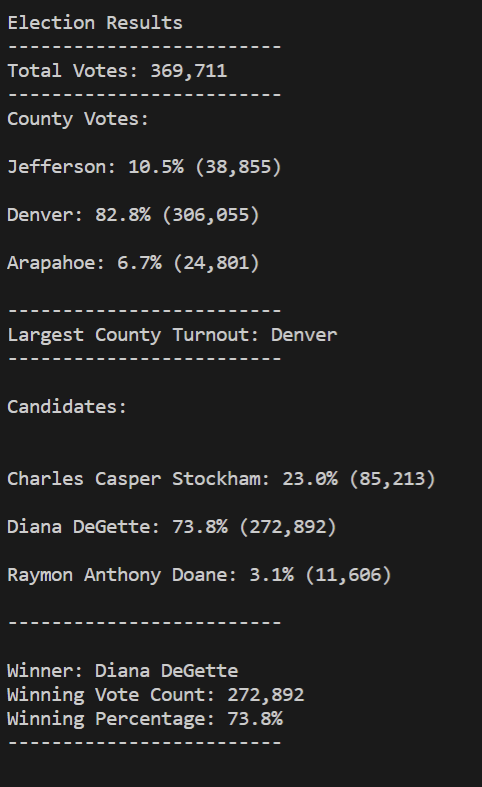 Election Results
-------------------------
Total Votes: 369,711
-------------------------
County Votes:
Jefferson: 10.5% (38,855)
Denver: 82.8% (306,055)
Arapahoe: 6.7% (24,801)
-------------------------
Largest County Turnout: Denver
-------------------------
Candidates:
Charles Casper Stockham: 23.0% (85,213)
Diana DeGette: 73.8% (272,892)
Raymon Anthony Doane: 3.1% (11,606)
-------------------------
Winner: Diana DeGette
Winning Vote Count: 272,892
Winning Percentage: 73.8%
-------------------------